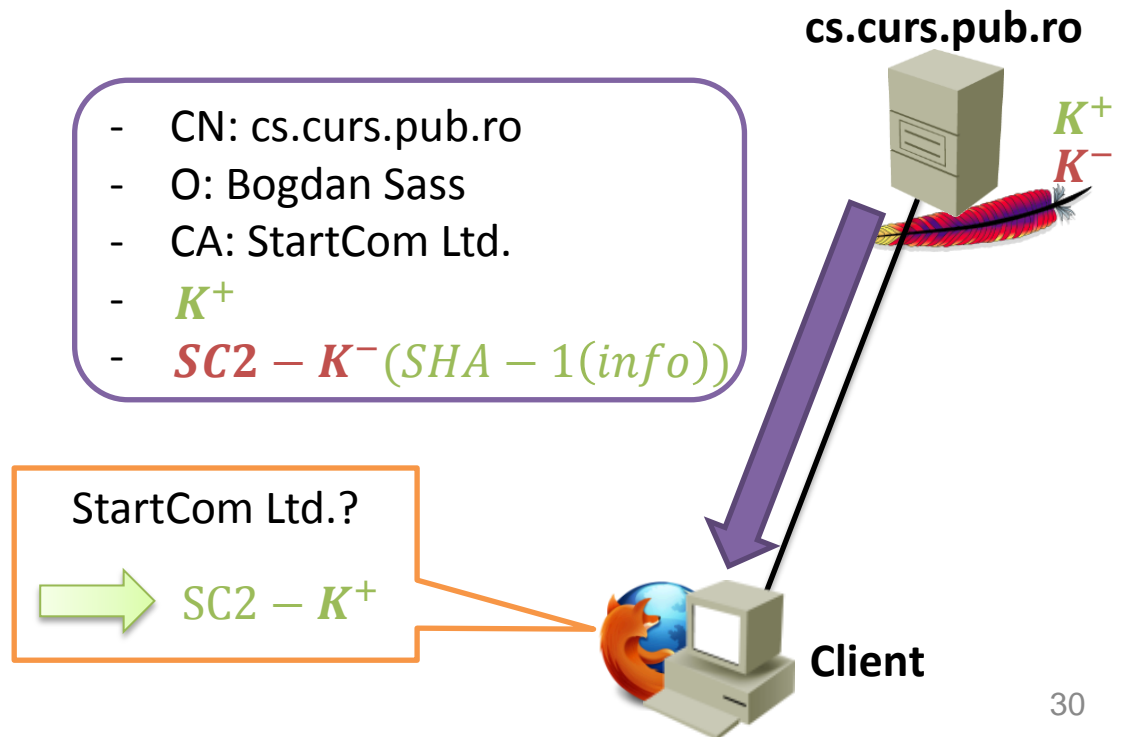 cs.curs.pub.ro
K⁺
K⁻
- CN: cs.curs.pub.ro
- O: Bogdan Sass
- CA: StartCom Ltd.
- K⁺
- SC2 − K⁻(SHA − 1(info))
StartCom Ltd.?
SC2 − K⁺
Client
30